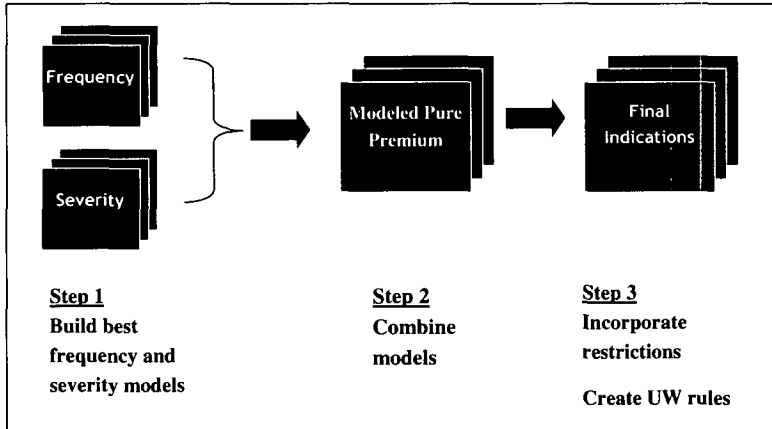 Frequency
Severity
Modeled Pure
Premium
Final
Indications
Step 1
Build best
frequency and
severity models
Step 2
Combine
models
Step 3
Incorporate
restrictions
Create UW rules